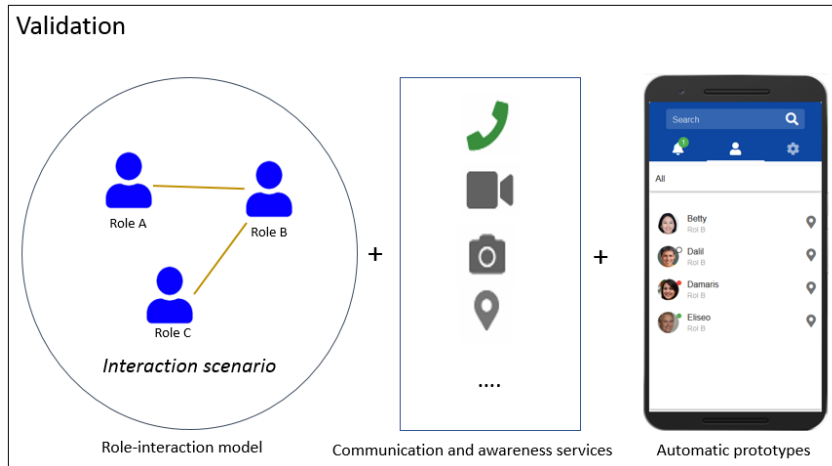 Validation
Role A
Role B
Role C
Interaction scenario
Role-interaction model
+
....
Communication and awareness services
+
Search
1
All
Betty
Rol B
Dalil
Rol B
Damaris
Rol B
Eliseo
Rol B
Automatic prototypes